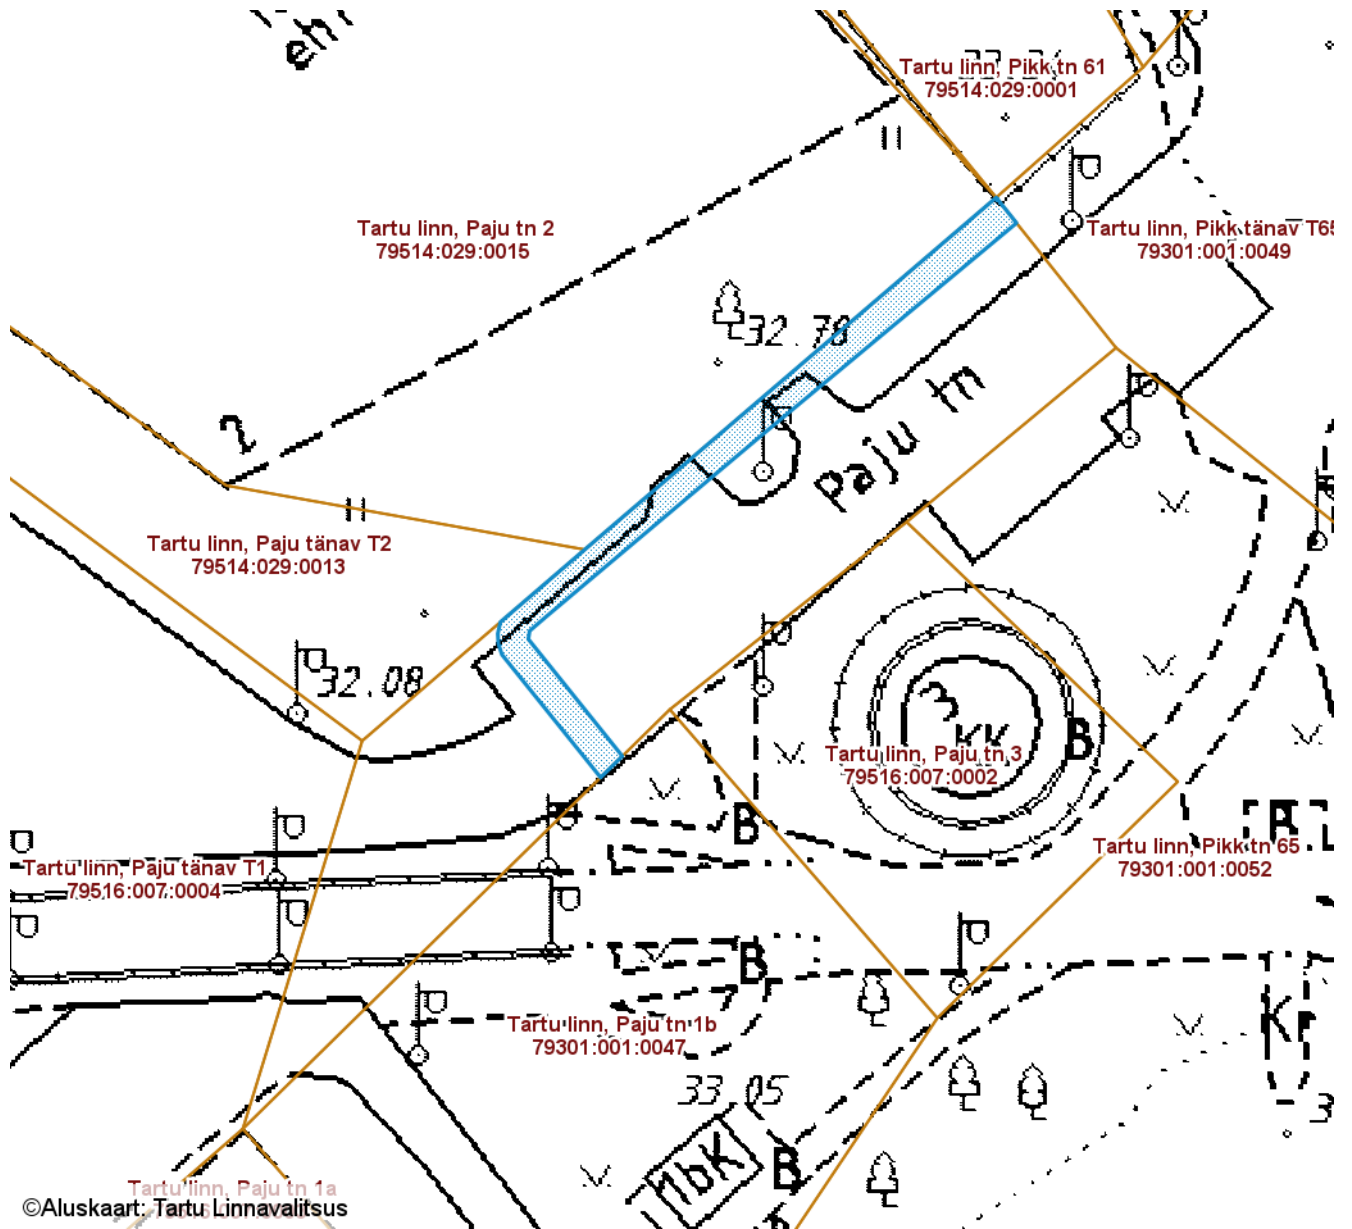 eh
Tartu linn, Pikk tn 61
79514:029:0001
Tartu linn, Paju tn 2
79514:029:0015
Tartu linn, Pikk tänav T65
79301:001:0049
32.78
Paju tn
2
Tartu linn, Paju tänav T2
79514:029:0013
32.08
3
KK
B
Tartu linn, Paju tn 3
79516:007:0002
B
B
Tartu linn, Pikk tn 65
79301:001:0052
Tartu linn, Paju tänav T1
79516:007:0004
B
Tartu linn, Paju tn 1b
79301:001:0047
33.05
1bK
B
Tartu linn, Paju tn 1a
©Aluskaart: Tartu Linnavalitsus